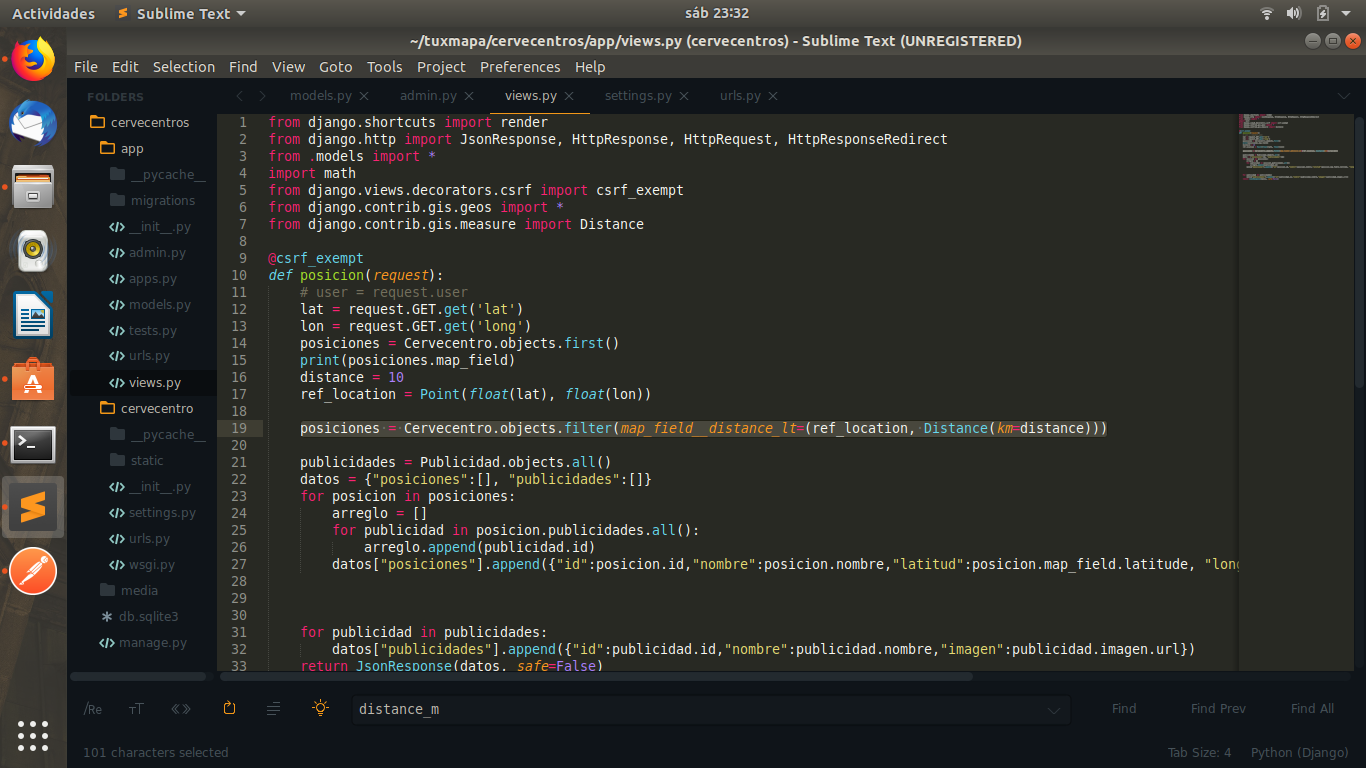 Actividades Sublime Text sáb 23:32
~/tuxmapa/cervecentros/app/views.py (cervecentros) - Sublime Text (UNREGISTERED)
File Edit Selection Find View Goto Tools Project Preferences Help
FOLDERS
cervecentros
app
__pycache__
migrations
__init__.py
admin.py
apps.py
models.py
tests.py
urls.py
views.py
cervecentro
__pycache__
static
__init__.py
settings.py
urls.py
wsgi.py
media
db.sqlite3
manage.py
models.py admin.py views.py settings.py urls.py
1 from django.shortcuts import render
2 from django.http import JsonResponse, HttpResponse, HttpRequest, HttpResponseRedirect
3 from .models import *
4 import math
5 from django.views.decorators.csrf import csrf_exempt
6 from django.contrib.gis.geos import *
7 from django.contrib.gis.measure import Distance
8
9 @csrf_exempt
10 def posicion(request):
11     # user = request.user
12     lat = request.GET.get('lat')
13     lon = request.GET.get('long')
14     posiciones = Cervecentro.objects.first()
15     print(posiciones.map_field)
16     distance = 10
17     ref_location = Point(float(lat), float(lon))
18
19     posiciones = Cervecentro.objects.filter(map_field__distance_lt=(ref_location, Distance(km=distance)))
20
21     publicidades = Publicidad.objects.all()
22     datos = {"posiciones":[], "publicidades":[]}
23     for posicion in posiciones:
24         arreglo = []
25         for publicidad in posicion.publicidades.all():
26             arreglo.append(publicidad.id)
27         datos["posiciones"].append({"id":posicion.id,"nombre":posicion.nombre,"latitud":posicion.map_field.latitude, "long
28
29
30
31     for publicidad in publicidades:
32         datos["publicidades"].append({"id":publicidad.id,"nombre":publicidad.nombre,"imagen":publicidad.imagen.url})
33     return JsonResponse(datos, safe=False)
/Re distance_m Find Find Prev Find All
101 characters selected Tab Size: 4 Python (Django)